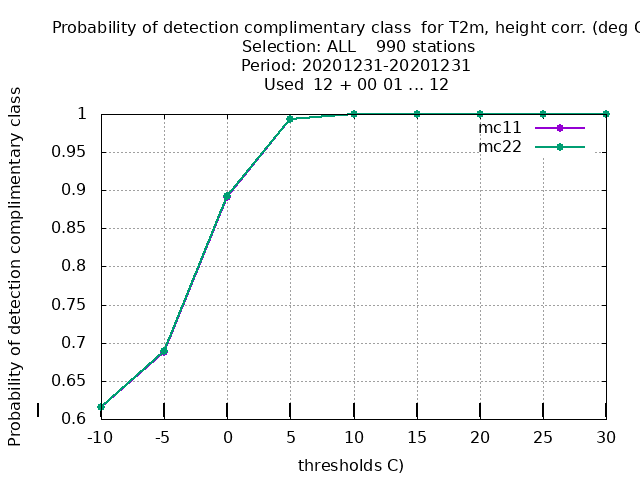 Probability of detection complimentary class for T2m, height corr. (deg C
Selection: ALL 990 stations
Period: 20201231-20201231
Used 12 + 00 01 ... 12
Probability of detection complimentary class
1
0.95
0.9
0.85
0.8
0.75
0.7
0.65
0.6
mc11
mc22
-10 -5 0 5 10 15 20 25 30
thresholds C)